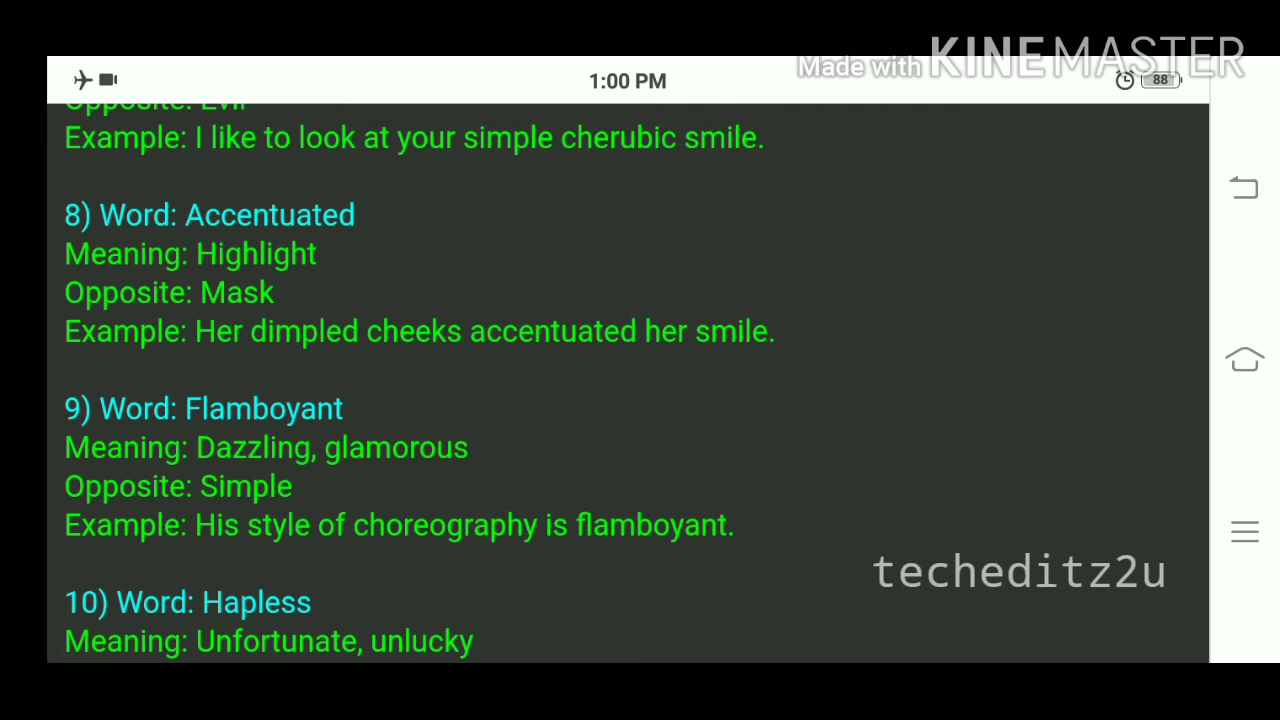 Made with KINEMASTER
1:00 PM
88
Opposite: Evil
Example: I like to look at your simple cherubic smile.
8) Word: Accentuated
Meaning: Highlight
Opposite: Mask
Example: Her dimpled cheeks accentuated her smile.
9) Word: Flamboyant
Meaning: Dazzling, glamorous
Opposite: Simple
Example: His style of choreography is flamboyant.
techeditz2u
10) Word: Hapless
Meaning: Unfortunate, unlucky